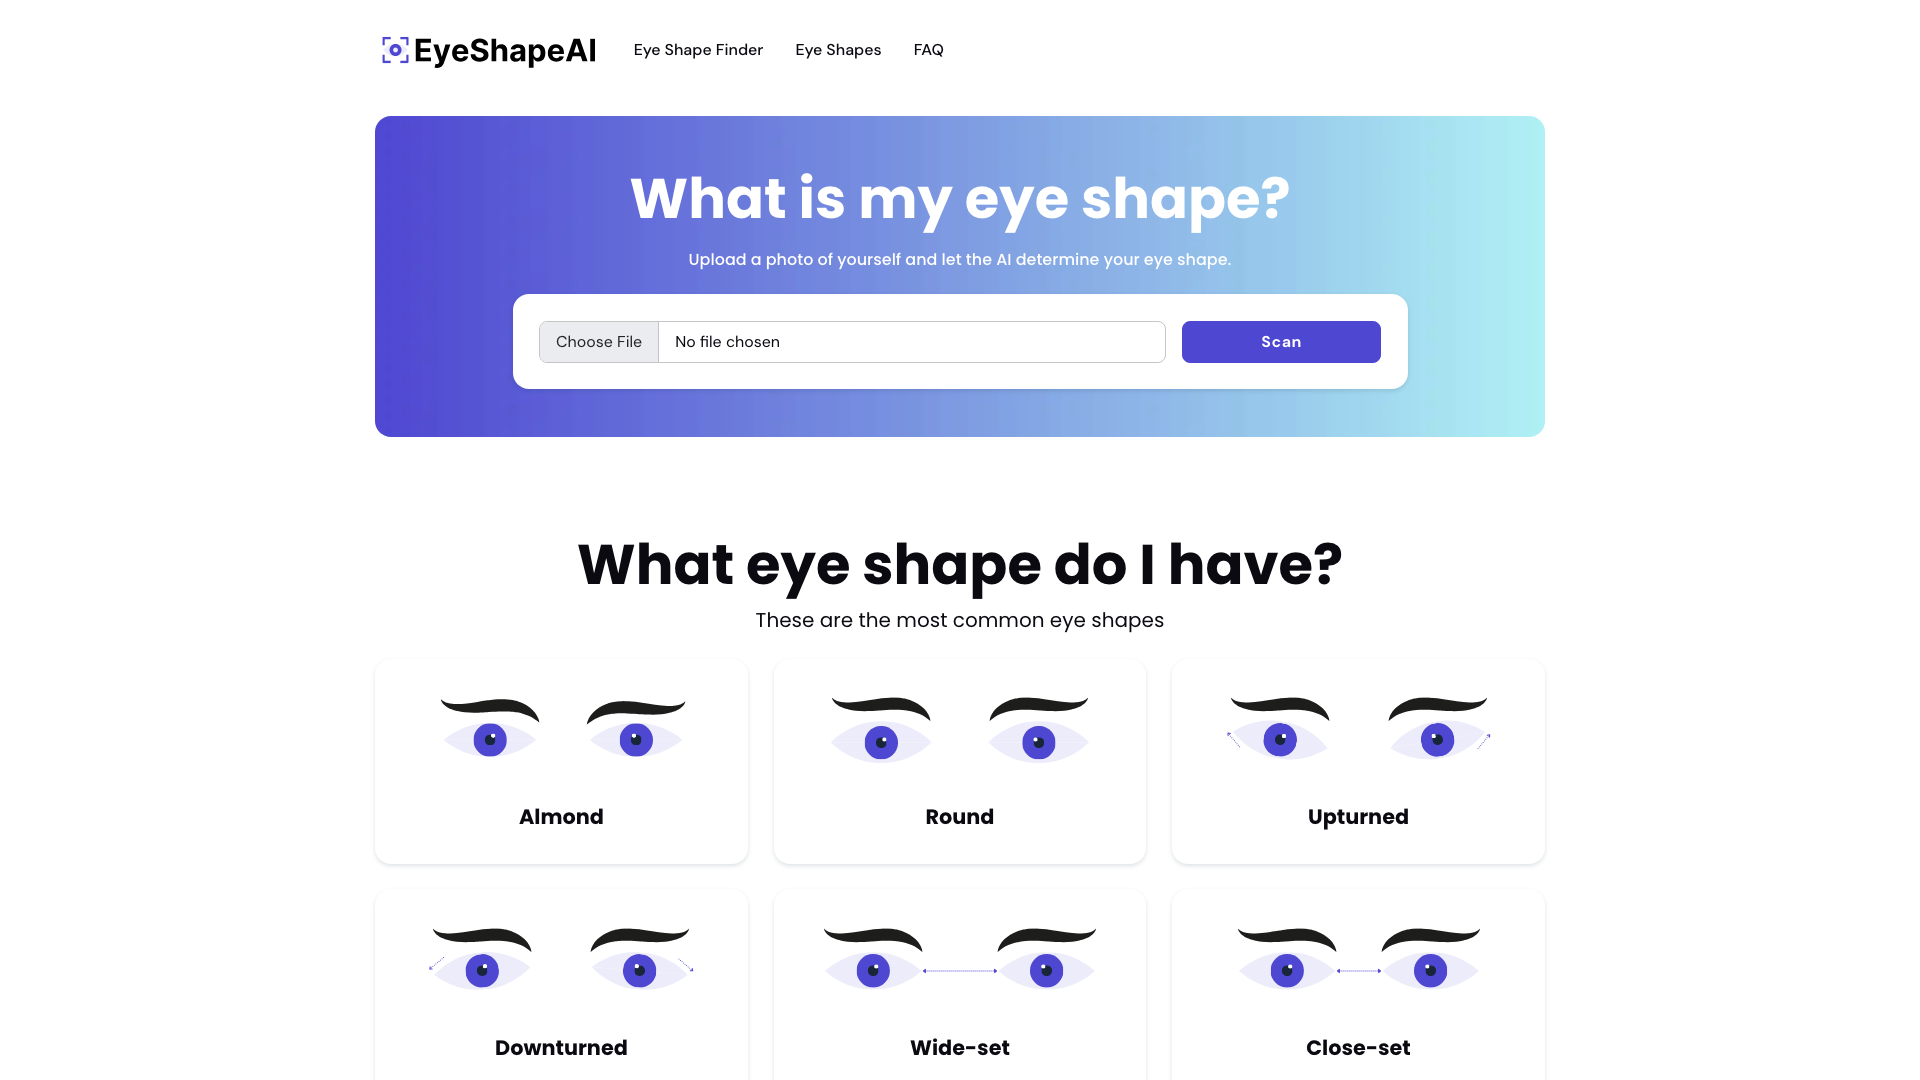 EyeShapeAI
Eye Shape Finder
Eye Shapes
FAQ
What is my eye shape?
Upload a photo of yourself and let the AI determine your eye shape.
Choose File
No file chosen
Scan
What eye shape do I have?
These are the most common eye shapes
Almond
Round
Upturned
Downturned
Wide-set
Close-set